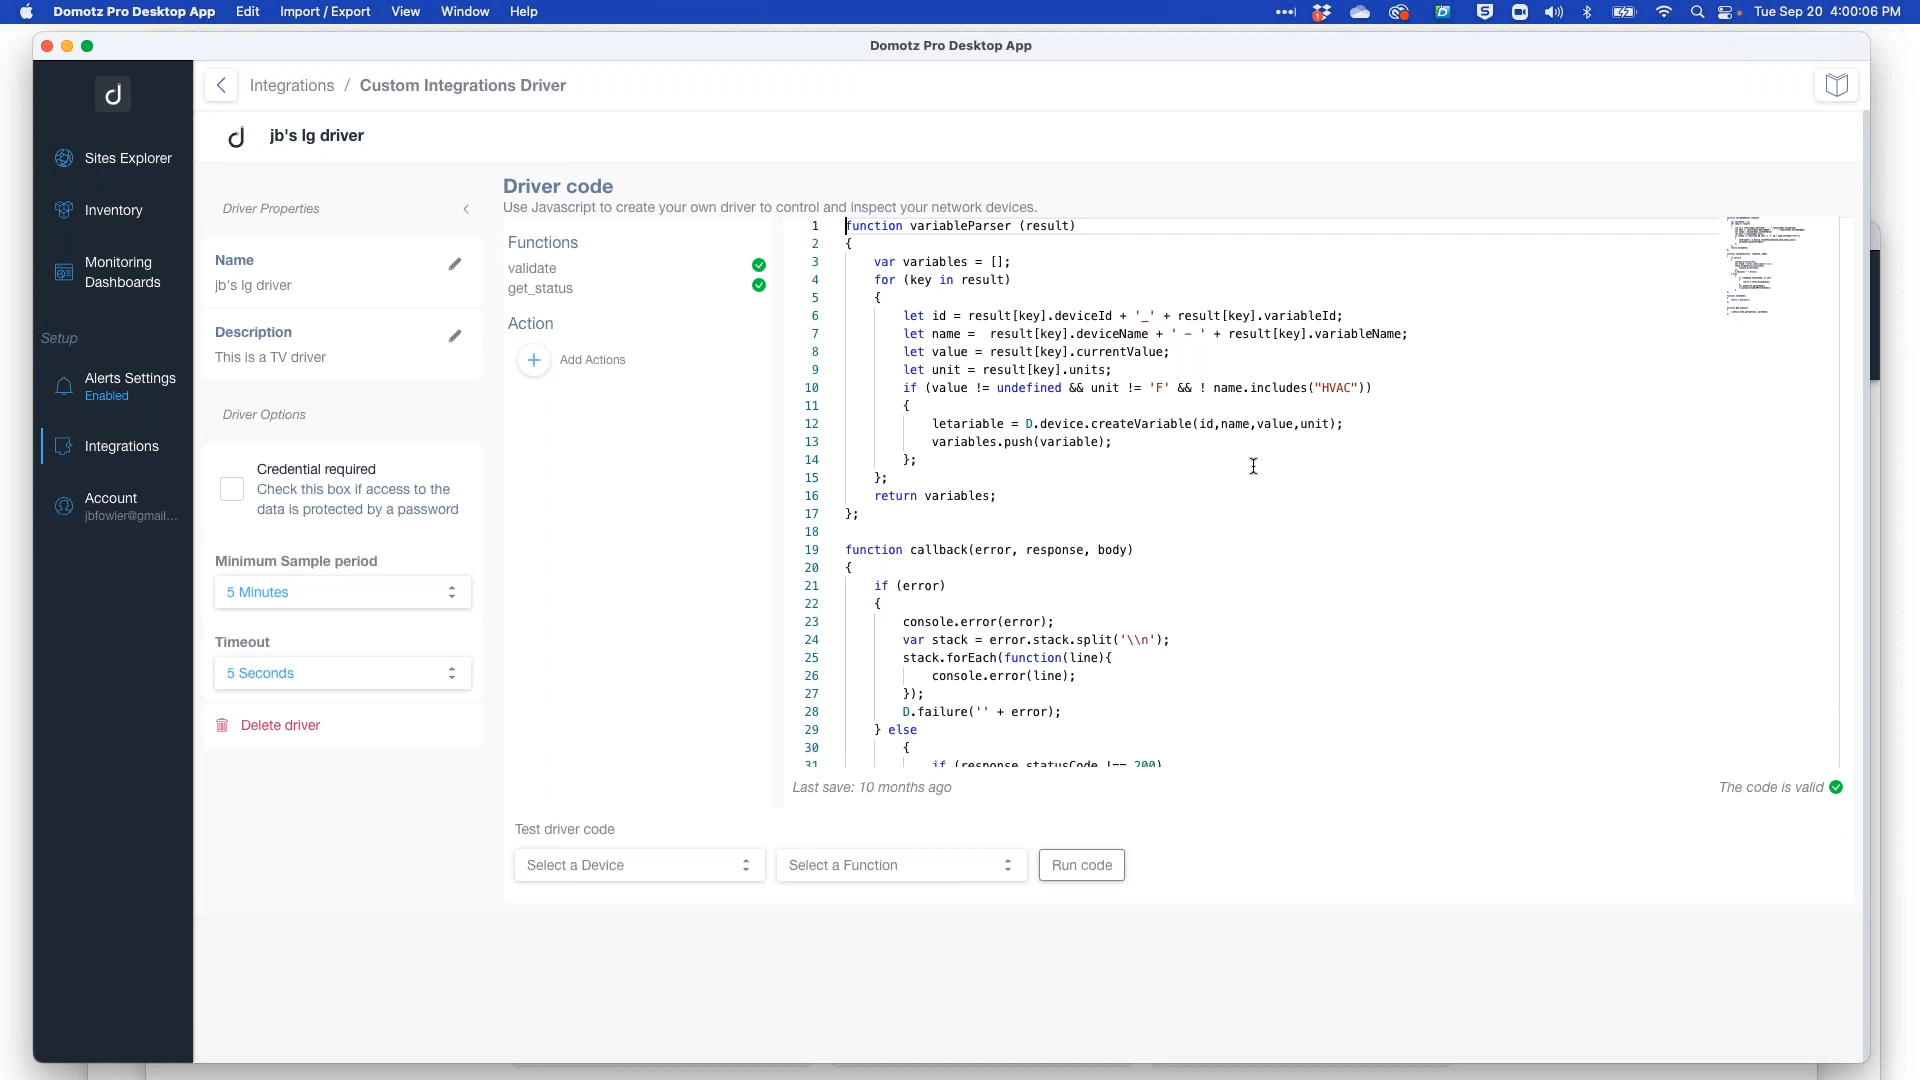 Domotz Pro Desktop App Edit Import / Export View Window Help Tue Sep 20 4:00:06 PM
Domotz Pro Desktop App
Integrations / Custom Integrations Driver
jb's lg driver
Sites Explorer
Inventory
Monitoring
Dashboards
Setup
Alerts Settings
Enabled
Integrations
Account
jbfowler@gmail...
Driver Properties
Name
jb's lg driver
Description
This is a TV driver
Driver Options
Credential required
Check this box if access to the
data is protected by a password
Minimum Sample period
5 Minutes
Timeout
5 Seconds
Delete driver
Driver code
Use Javascript to create your own driver to control and inspect your network devices.
Functions
validate
get_status
Action
Add Actions
1 function variableParser (result)
2 {
3 var variables = [];
4 for (key in result)
5 {
6 let id = result[key].deviceId + '_' + result[key].variableId;
7 let name =  result[key].deviceName + ' - ' + result[key].variableName;
8 let value = result[key].currentValue;
9 let unit = result[key].units;
10 if (value != undefined && unit != 'F' && ! name.includes("HVAC"))
11 {
12 letariable = D.device.createVariable(id,name,value,unit);
13 variables.push(variable);
14 };
15 };
16 return variables;
17 };
18
19 function callback(error, response, body)
20 {
21 if (error)
22 {
23 console.error(error);
24 var stack = error.stack.split('\\n');
25 stack.forEach(function(line){
26 console.error(line);
27 });
28 D.failure('' + error);
29 } else
30 {
31 if (response.statusCode !== 200)
Last save: 10 months ago The code is valid
Test driver code
Select a Device Select a Function Run code